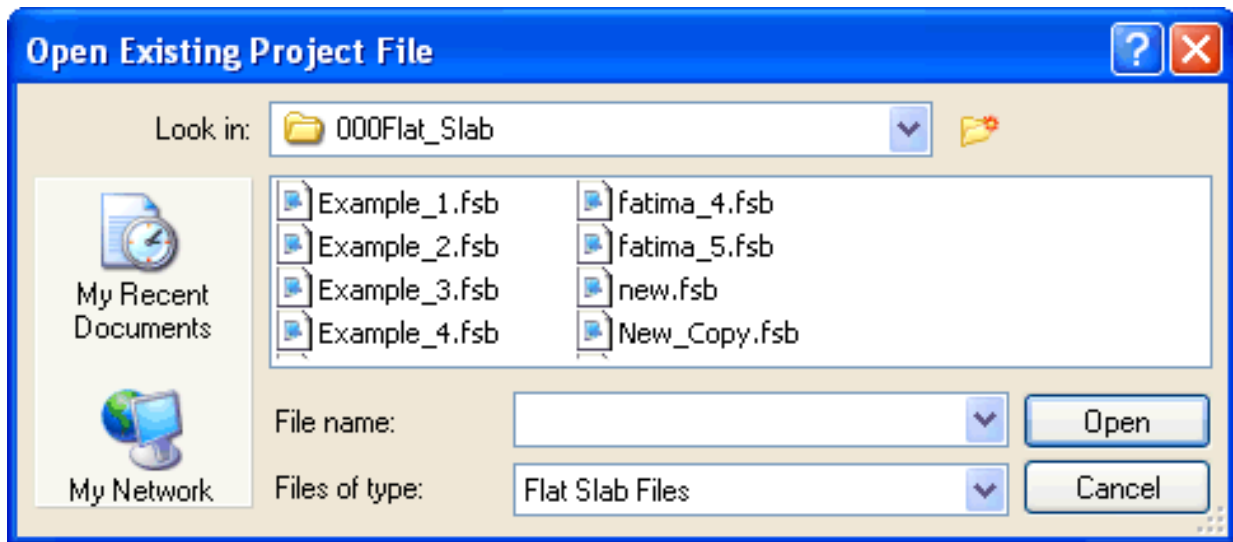 Open Existing Project File
Look in: 000Flat_Slab
Example_1.fsb fatima_4.fsb
Example_2.fsb fatima_5.fsb
Example_3.fsb new.fsb
Example_4.fsb New_Copy.fsb
My Recent
Documents
My Network
File name:
Open
Files of type: Flat Slab Files
Cancel